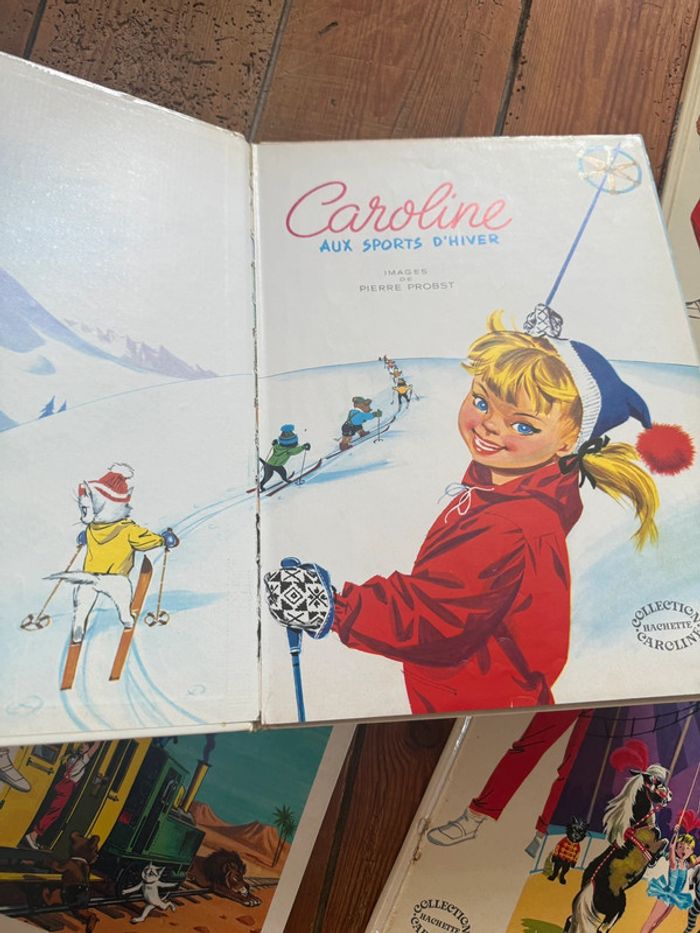 Caroline
AUX SPORTS D'HIVER
IMAGES
DE
PIERRE PROBST
COLLECTION
HACHETTE
CAROLINE
COLLECTION
HACHETTE